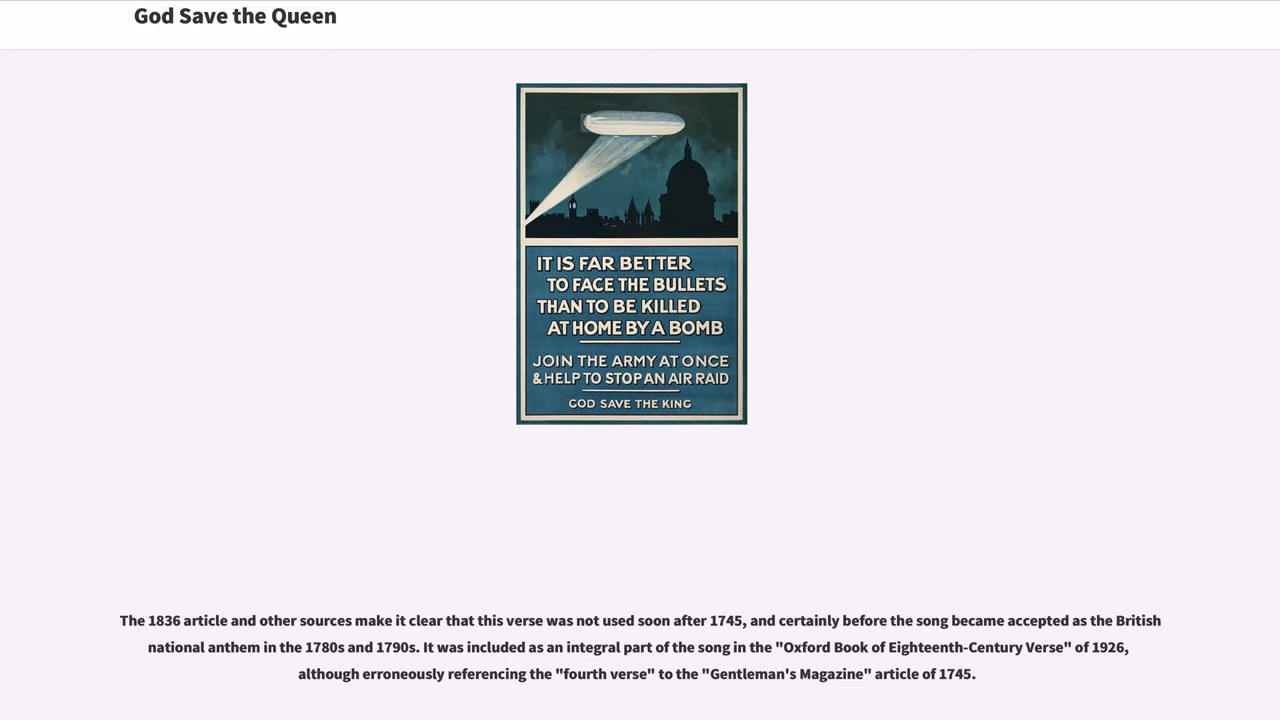 God Save the Queen
IT IS FAR BETTER
TO FACE THE BULLETS
THAN TO BE KILLED
AT HOME BY A BOMB
JOIN THE ARMY AT ONCE
& HELP TO STOP AN AIR RAID
GOD SAVE THE KING
The 1836 article and other sources make it clear that this verse was not used soon after 1745, and certainly before the song became accepted as the British
national anthem in the 1780s and 1790s. It was included as an integral part of the song in the "Oxford Book of Eighteenth-Century Verse" of 1926,
although erroneously referencing the "fourth verse" to the "Gentleman's Magazine" article of 1745.